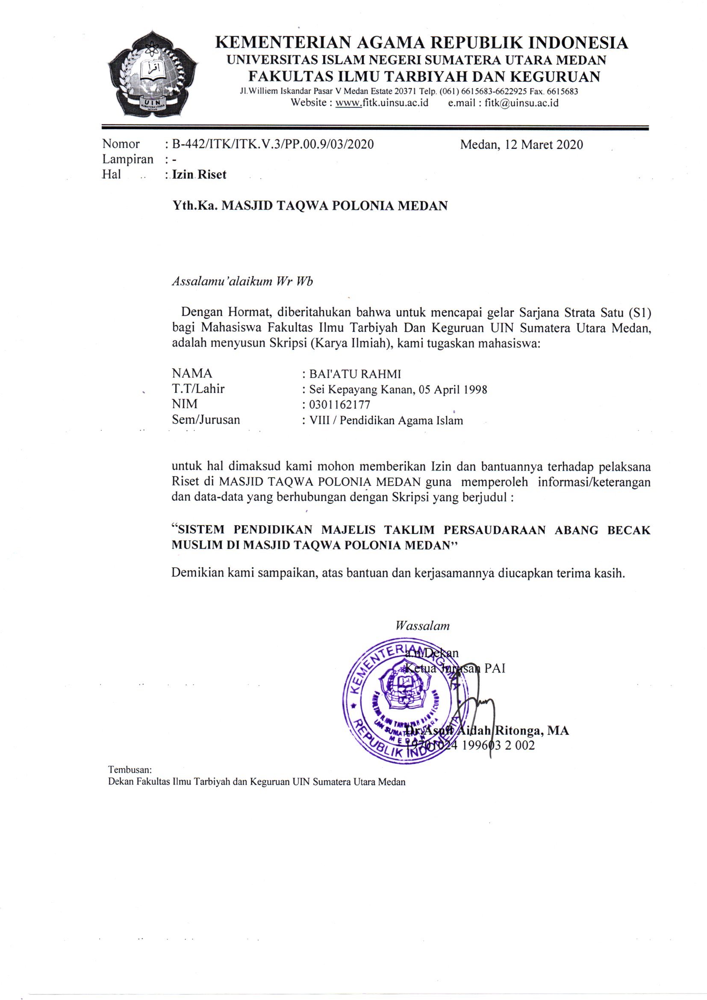 KEMENTERIAN AGAMA REPUBLIK INDONESIA
UNIVERSITAS ISLAM NEGERI SUMATERA UTARA MEDAN
FAKULTAS ILMU TARBIYAH DAN KEGURUAN
Jl.Williem Iskandar Pasar V Medan Estate 20371 Telp. (061) 6615683-6622925 Fax. 6615683
Website : www.fitk.uinsu.ac.id e.mail : fitk@uinsu.ac.id
اقرأ
UIN
SUMATERA UTARA
MEDAN
Nomor : B-442/ITK/ITK.V.3/PP.00.9/03/2020 Medan, 12 Maret 2020
Lampiran : -
Hal : Izin Riset
Yth.Ka. MASJID TAQWA POLONIA MEDAN
Assalamu'alaikum Wr Wb
Dengan Hormat, diberitahukan bahwa untuk mencapai gelar Sarjana Strata Satu (S1)
bagi Mahasiswa Fakultas Ilmu Tarbiyah Dan Keguruan UIN Sumatera Utara Medan,
adalah menyusun Skripsi (Karya Ilmiah), kami tugaskan mahasiswa:
NAMA : BAI'ATU RAHMI
T.T/Lahir : Sei Kepayang Kanan, 05 April 1998
NIM : 0301162177
Sem/Jurusan : VIII / Pendidikan Agama Islam
untuk hal dimaksud kami mohon memberikan Izin dan bantuannya terhadap pelaksana
Riset di MASJID TAQWA POLONIA MEDAN guna memperoleh informasi/keterangan
dan data-data yang berhubungan dengan Skripsi yang berjudul :
“SISTEM PENDIDIKAN MAJELIS TAKLIM PERSAUDARAAN ABANG BECAK
MUSLIM DI MASJID TAQWA POLONIA MEDAN”
Demikian kami sampaikan, atas bantuan dan kerjasamannya diucapkan terima kasih.
Wassalam
a.n.Dekan
Ketua Jurusan PAI
KEMENTERIAN AGAMA
REPUBLIK INDONESIA
FAKULTAS ILMU TARBIYAH DAN KEGURUAN
UIN SUMATERA UTARA
MEDAN
Dr.Asnil Aidah Ritonga, MA
19701024 199603 2 002
Tembusan:
Dekan Fakultas Ilmu Tarbiyah dan Keguruan UIN Sumatera Utara Medan